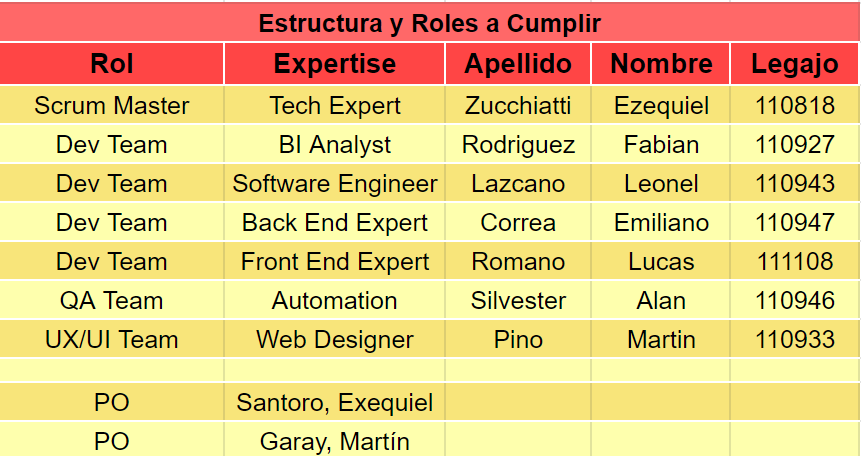 Estructura y Roles a Cumplir
Rol Expertise Apellido Nombre Legajo
Scrum Master Tech Expert Zucchiatti Ezequiel 110818
Dev Team BI Analyst Rodriguez Fabian 110927
Dev Team Software Engineer Lazcano Leonel 110943
Dev Team Back End Expert Correa Emiliano 110947
Dev Team Front End Expert Romano Lucas 111108
QA Team Automation Silvester Alan 110946
UX/UI Team Web Designer Pino Martin 110933
PO Santoro, Exequiel
PO Garay, Martín